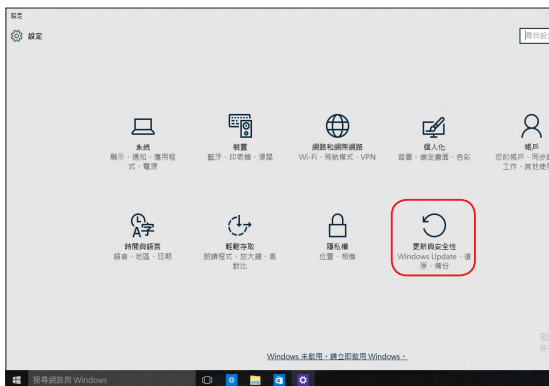 設定
設定
尋找設
系統
顯示、通知、應用程
式、電源
裝置
藍牙、印表機、滑鼠
網路和網際網路
Wi-Fi、飛航模式、VPN
個人化
背景、鎖定畫面、色彩
帳戶
您的帳戶、同步
工作、其他使用
時間與語言
語音、地區、日期
輕鬆存取
朗讀程式、放大鏡、高
對比
隱私權
位置、相機
更新與安全性
Windows Update、復
原、備份
Windows 未啟用。請立即啟用 Windows。
搜尋網路與 Windows